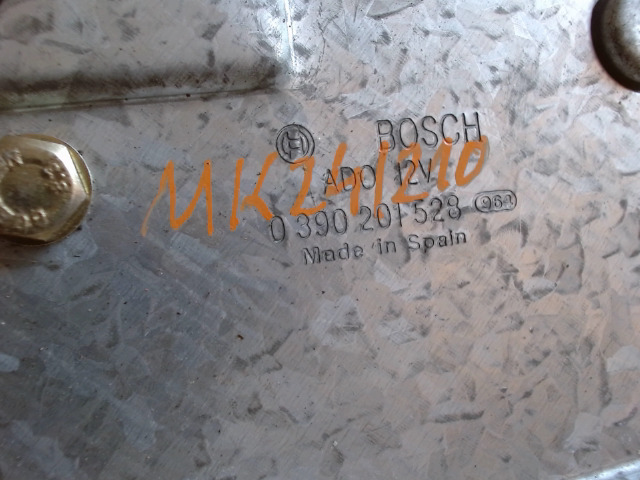 BOSCH
ADO 12V
0 390 201 528
Made in Spain
MK241210